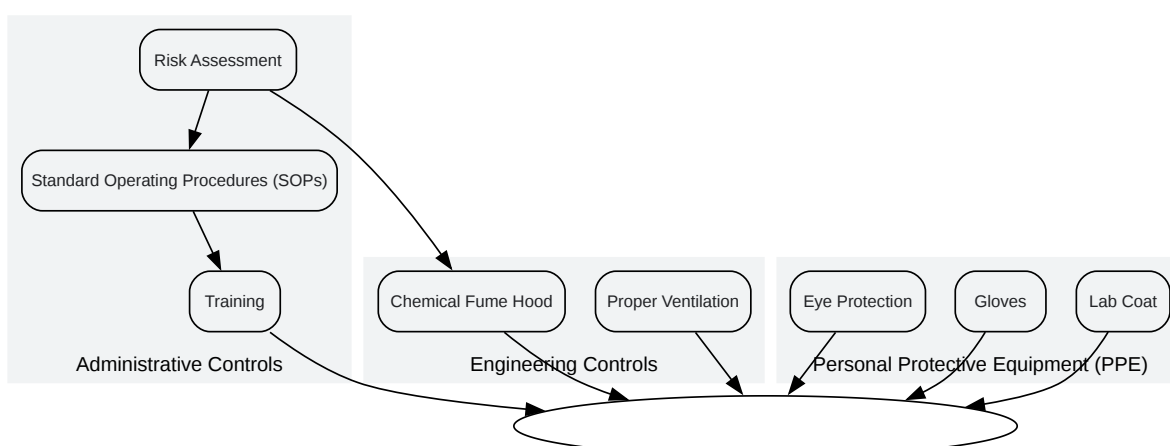 Risk Assessment
Standard Operating Procedures (SOPs)
Training
Chemical Fume Hood
Proper Ventilation
Eye Protection
Gloves
Lab Coat
Administrative Controls
Engineering Controls
Personal Protective Equipment (PPE)